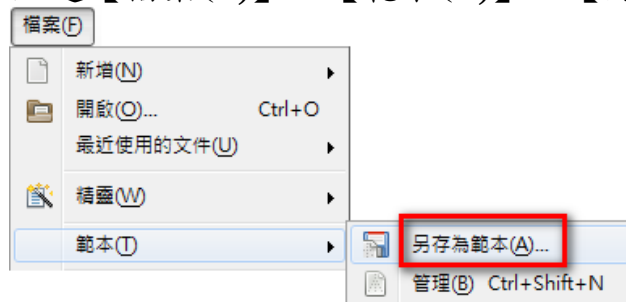 檔案(F)
新增(N)
開啟(O)... Ctrl+O
最近使用的文件(U)
精靈(W)
範本(T)
另存為範本(A)...
管理(B) Ctrl+Shift+N